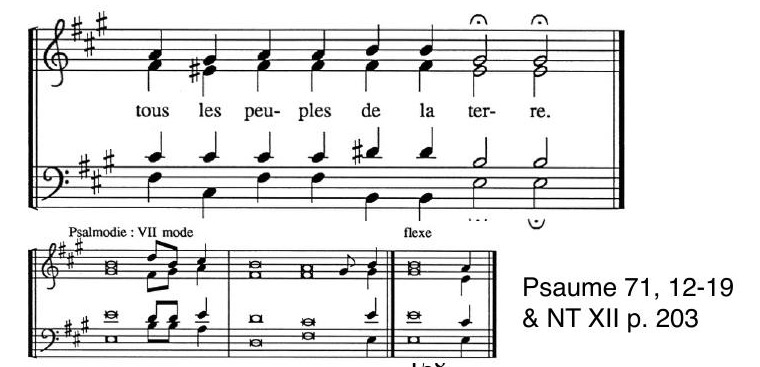 tous les peu- ples de la ter- re.
Psalmodie : VII mode flexe
Psaume 71, 12-19
& NT XII p. 203